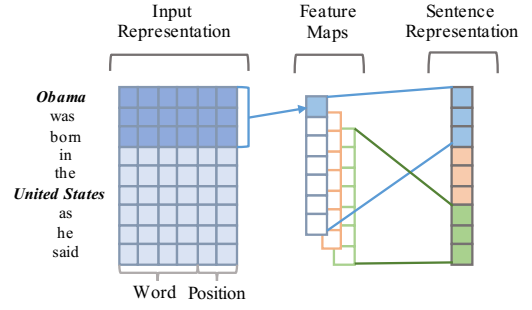 Input
Representation
Feature
Maps
Sentence
Representation
Obama
was
born
in
the
United States
as
he
said
Word
Position